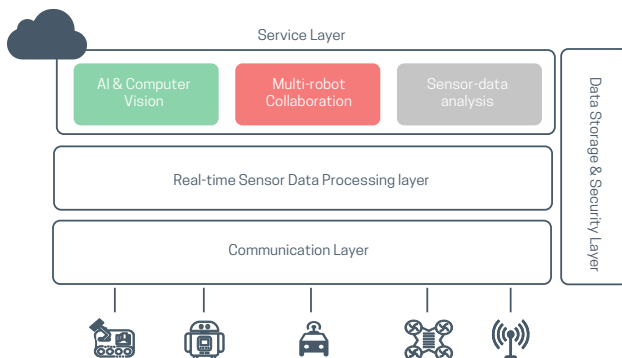 Service Layer
AI & Computer
Vision
Multi-robot
Collaboration
Sensor-data
analysis
Real-time Sensor Data Processing layer
Communication Layer
Data Storage & Security Layer